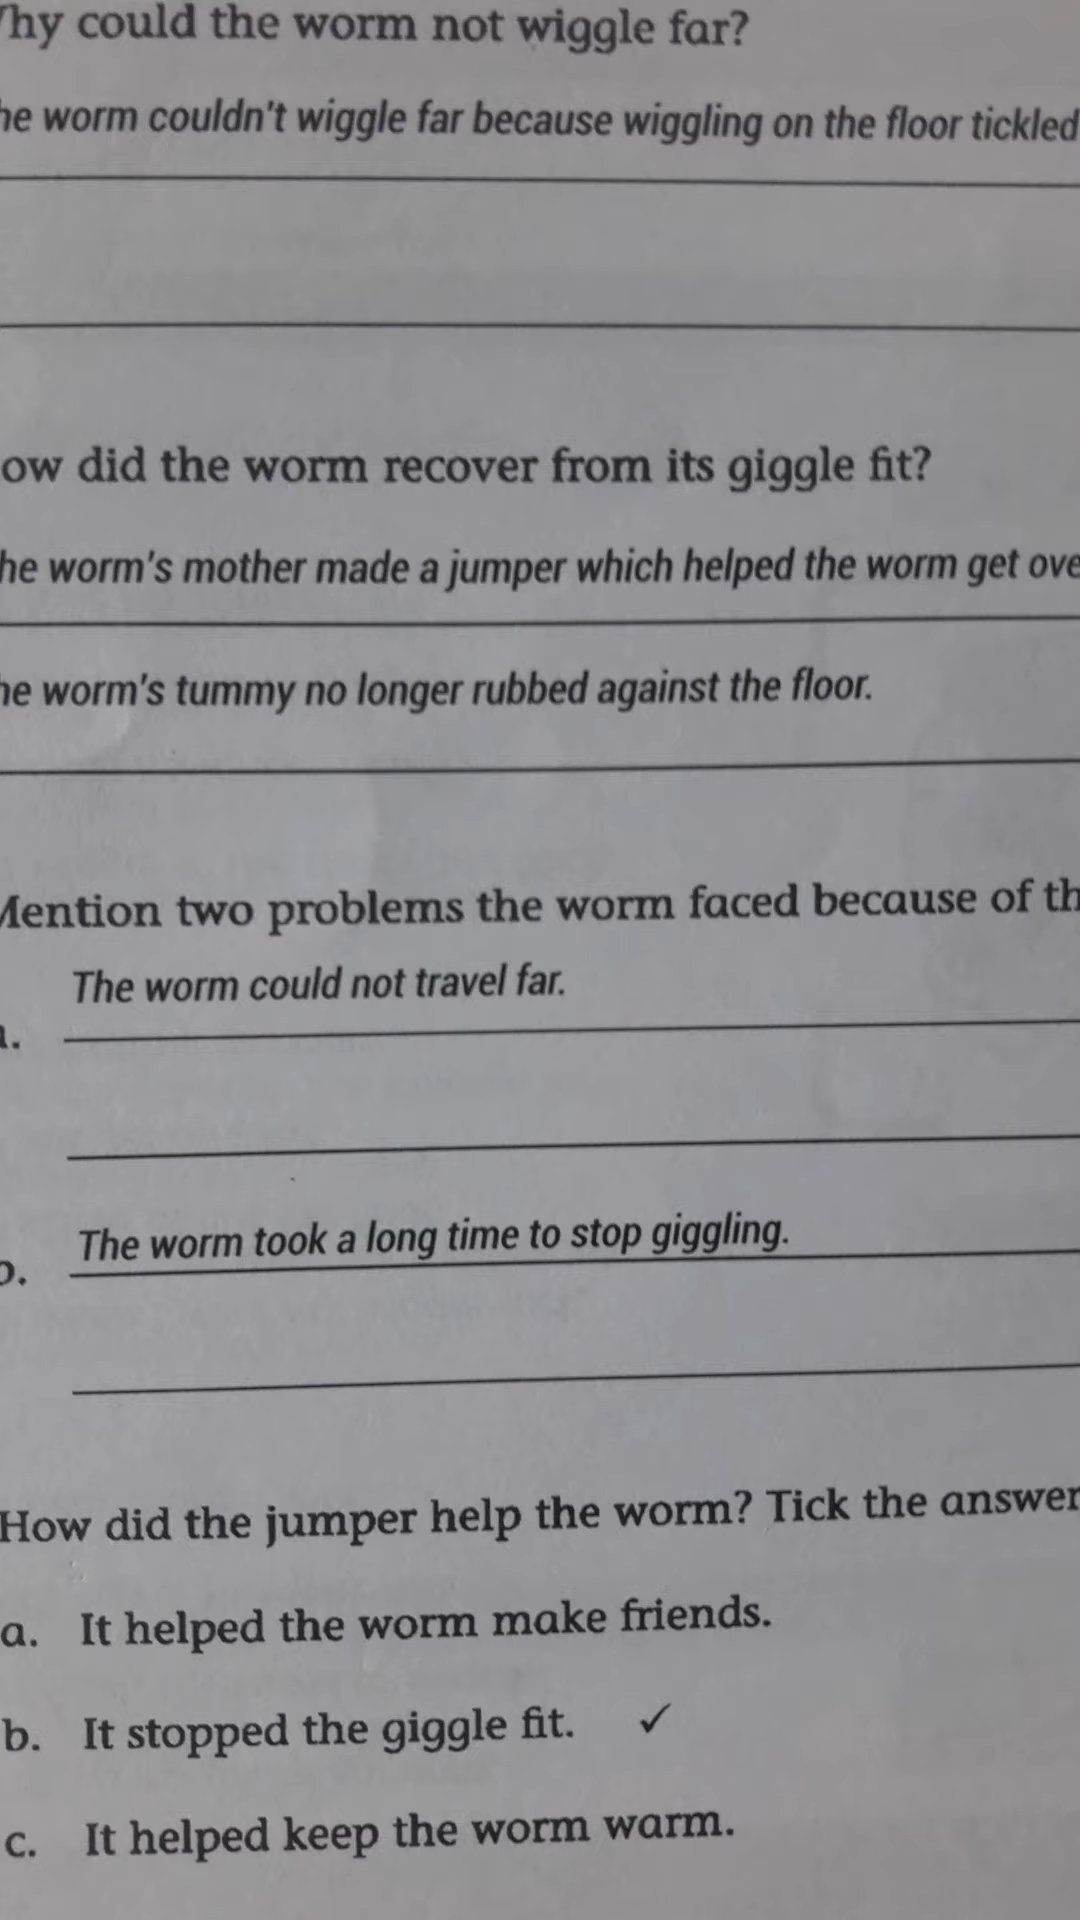 hy could the worm not wiggle far?
he worm couldn't wiggle far because wiggling on the floor tickled
ow did the worm recover from its giggle fit?
he worm's mother made a jumper which helped the worm get ove
he worm's tummy no longer rubbed against the floor.
Mention two problems the worm faced because of th
The worm could not travel far.
a.
The worm took a long time to stop giggling.
b.
How did the jumper help the worm? Tick the answer
a. It helped the worm make friends.
b. It stopped the giggle fit. ✓
c. It helped keep the worm warm.